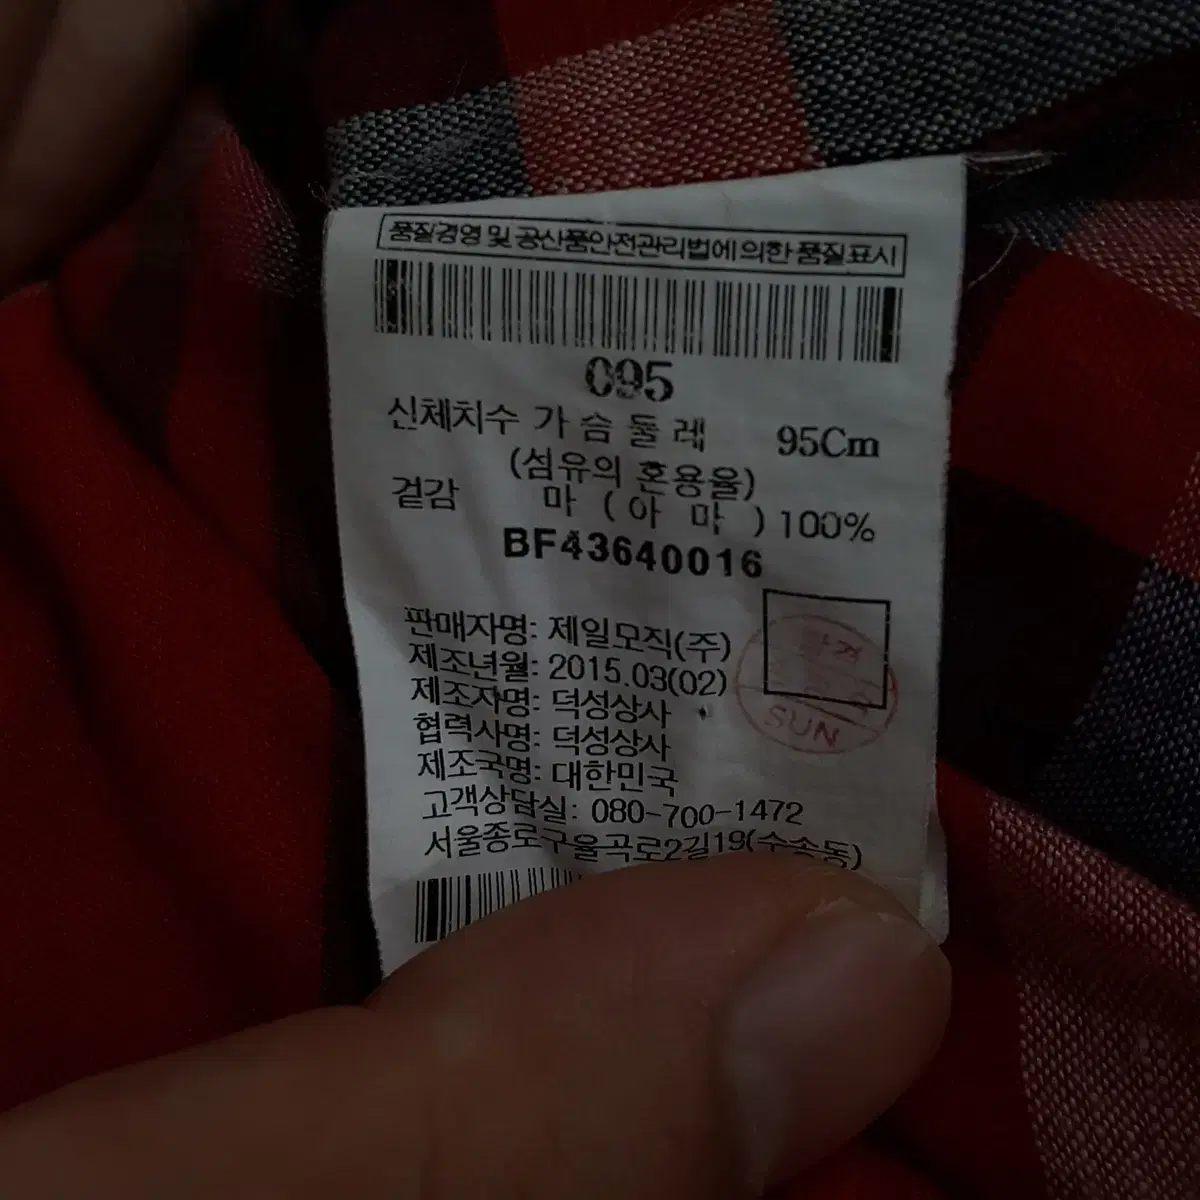 품질경영 및 공산품안전관리법에 의한 품질표시
095
신체치수 가슴둘레 95Cm
(섬유의 혼용율)
겉감 마 (아 마) 100%
BF43640016
판매자명: 제일모직(주)
제조년월: 2015.03(02)
제조자명: 덕성상사
협력사명: 덕성상사
제조국명: 대한민국
고객상담실: 080-700-1472
서울종로구율곡로2길19(수송동)
SUN